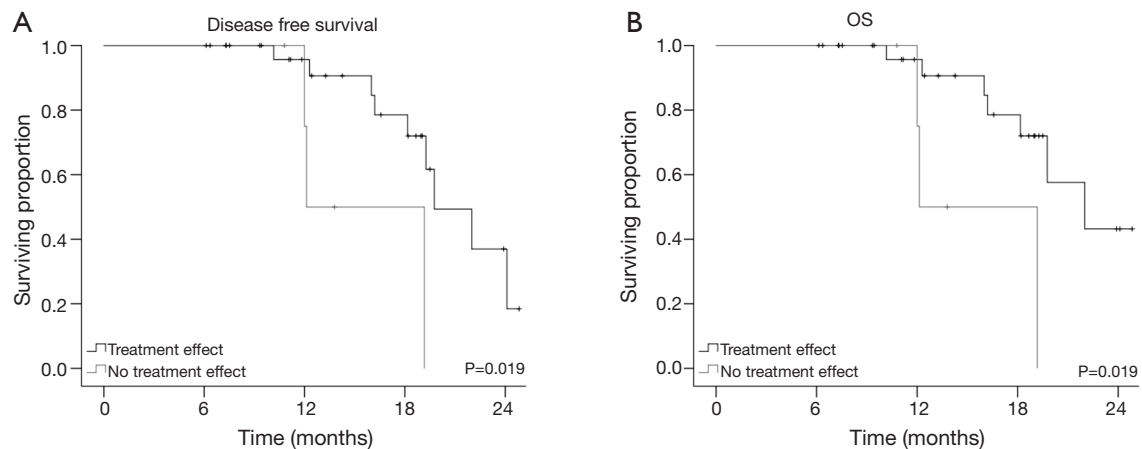 A
Disease free survival
1.0
0.8
0.6
0.4
0.2
0.0
Surviving proportion
Treatment effect
No treatment effect
P=0.019
0 6 12 18 24
Time (months)
B
OS
1.0
0.8
0.6
0.4
0.2
0.0
Surviving proportion
Treatment effect
No treatment effect
P=0.019
0 6 12 18 24
Time (months)